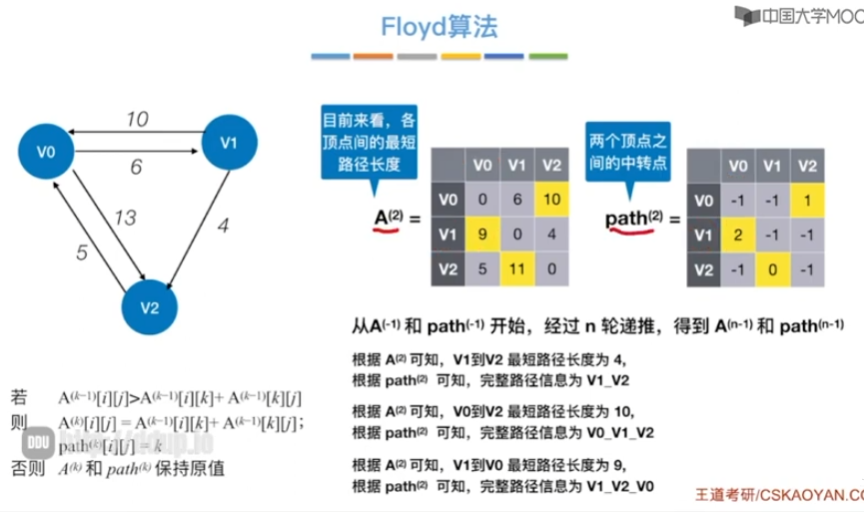 Floyd算法
中国大学MOO
10
V0
V1
6
13
4
5
V2
目前来看，各
顶点间的最短
路径长度
A(2) =
V0 V1 V2
V0 0 6 10
V1 9 0 4
V2 5 11 0
两个顶点之
间的中转点
path(2) =
V0 V1 V2
V0 -1 -1 1
V1 2 -1 -1
V2 -1 0 -1
从A(-1) 和 path(-1) 开始，经过 n 轮递推，得到 A(n-1) 和 path(n-1)
根据 A(2) 可知，V1到V2 最短路径长度为 4,
根据 path(2) 可知，完整路径信息为 V1_V2
根据 A(2) 可知，V0到V2 最短路径长度为 10,
根据 path(2) 可知，完整路径信息为 V0_V1_V2
根据 A(2) 可知，V1到V0 最短路径长度为 9,
根据 path(2) 可知，完整路径信息为 V1_V2_V0
若 A(k-1)[i][j]>A(k-1)[i][k]+ A(k-1)[k][j]
则 A(k)[i][j] = A(k-1)[i][k]+ A(k-1)[k][j];
path(k)[i][j] = k
否则 A(k) 和 path(k) 保持原值
DDU
王道考研/CSKAOYAN.CO